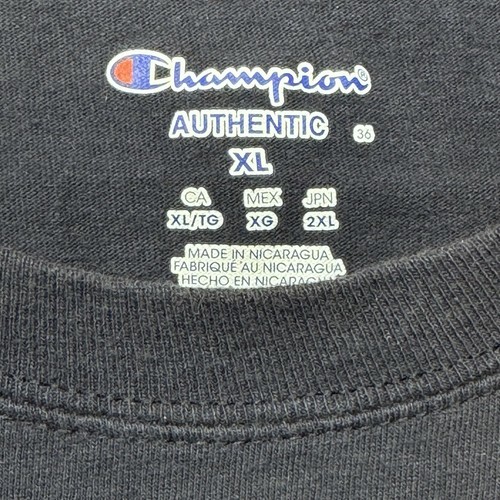 Champion®
AUTHENTIC 36
XL
CA MEX JPN
XL/TG XG 2XL
MADE IN NICARAGUA
FABRIQUÉ AU NICARAGUA
HECHO EN NICARAGUA